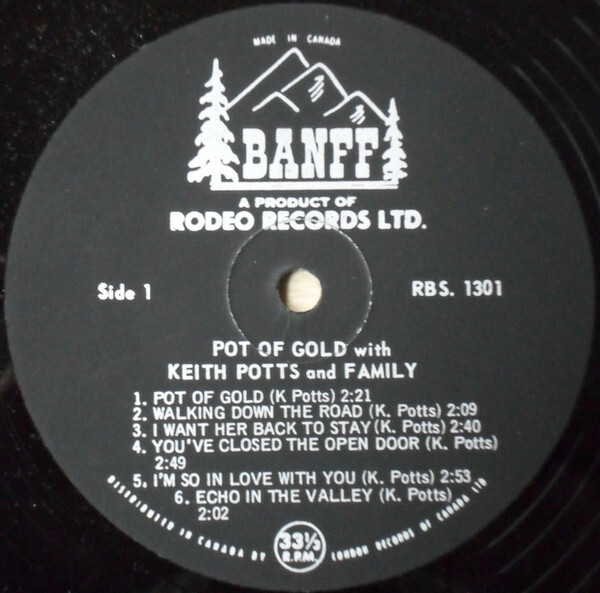 MADE IN CANADA
BANFF
A PRODUCT OF
RODEO RECORDS LTD.
Side 1
RBS. 1301
POT OF GOLD with
KEITH POTTS and FAMILY
1. POT OF GOLD (K. Potts) 2:21
2. WALKING DOWN THE ROAD (K. Potts) 2:09
3. I WANT HER BACK TO STAY (K. Potts) 2:40
4. YOU'VE CLOSED THE OPEN DOOR (K. Potts)
2:49
5. I'M SO IN LOVE WITH YOU (K. Potts) 2:53
6. ECHO IN THE VALLEY (K. Potts)
2:02
DISTRIBUTED IN CANADA BY LONDON RECORDS OF CANADA LTD
33⅓
R.P.M.